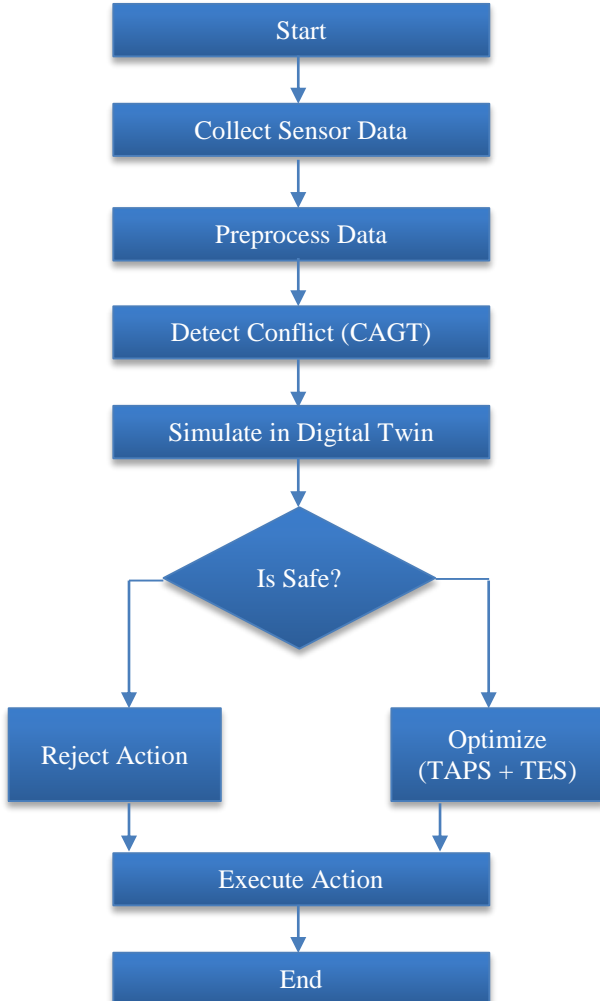 Start
Collect Sensor Data
Preprocess Data
Detect Conflict (CAGT)
Simulate in Digital Twin
Is Safe?
Reject Action
Optimize
(TAPS + TES)
Execute Action
End